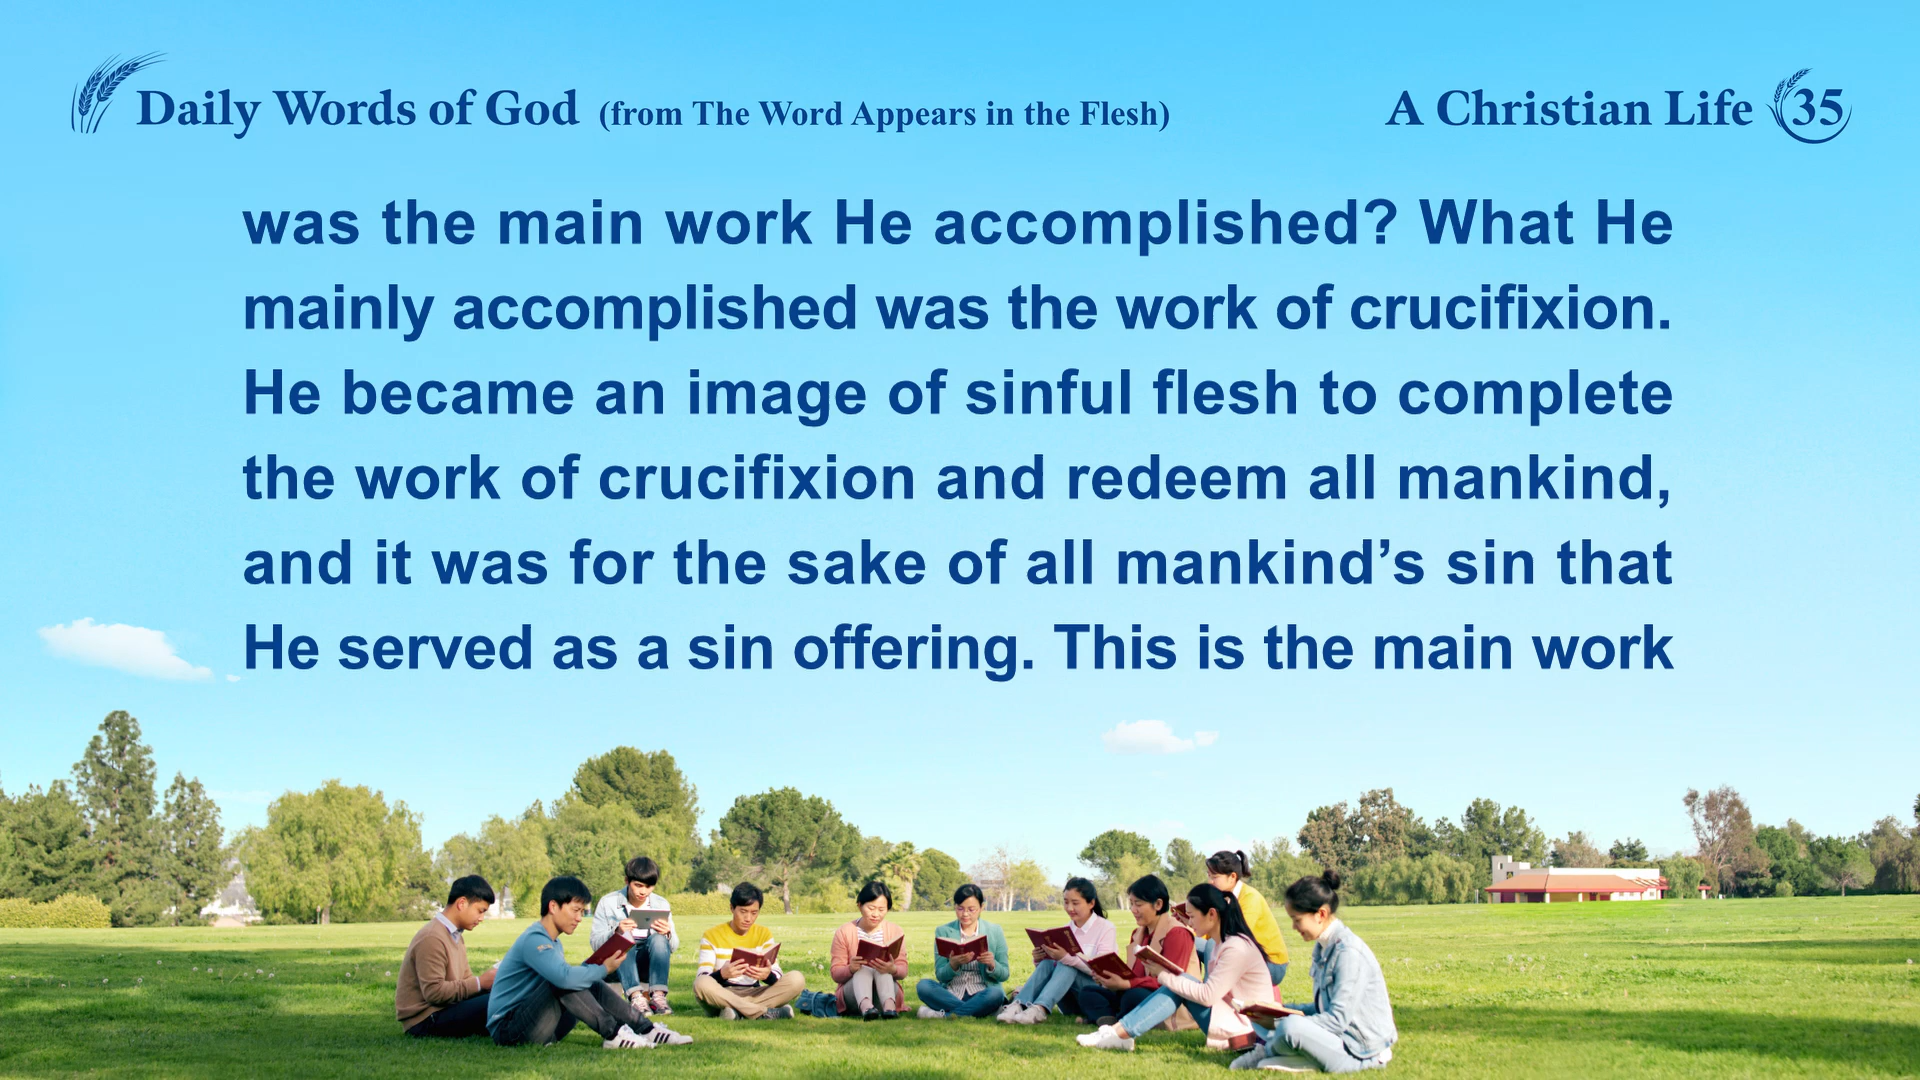 Daily Words of God (from The Word Appears in the Flesh)
A Christian Life 35
was the main work He accomplished? What He
mainly accomplished was the work of crucifixion.
He became an image of sinful flesh to complete
the work of crucifixion and redeem all mankind,
and it was for the sake of all mankind’s sin that
He served as a sin offering. This is the main work